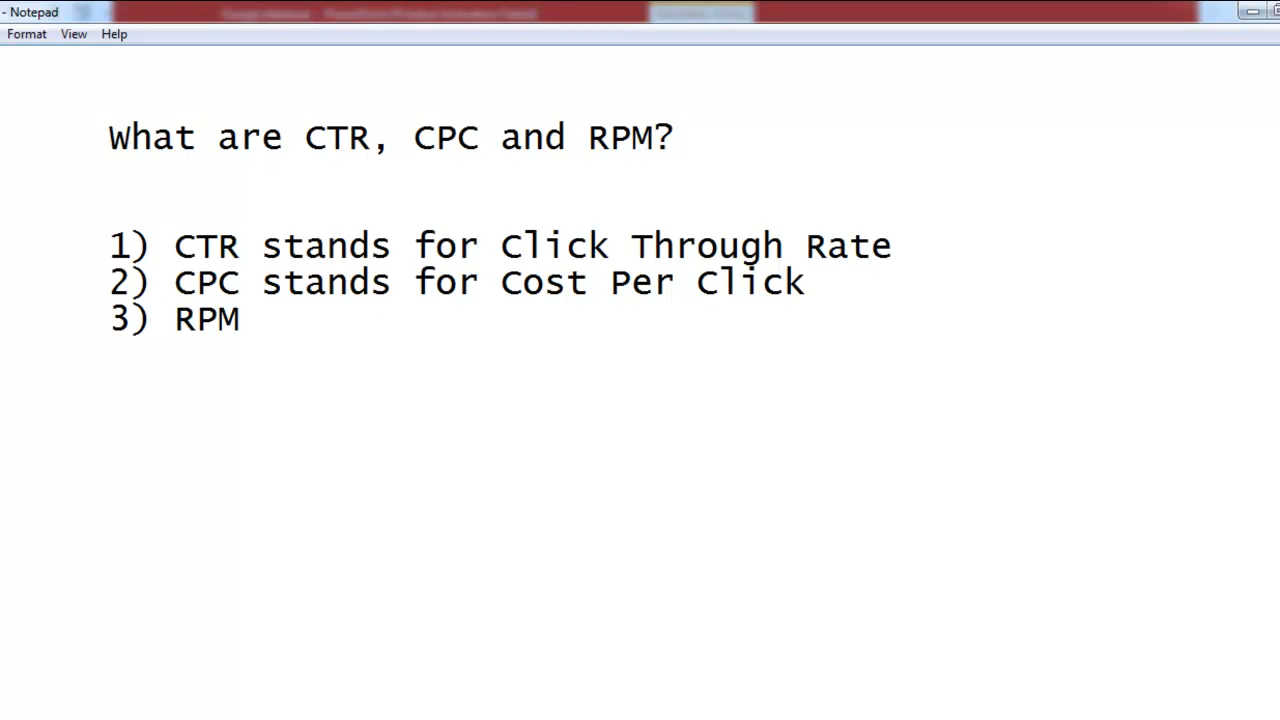 - Notepad
Format View Help
What are CTR, CPC and RPM?
1) CTR stands for Click Through Rate
2) CPC stands for Cost Per Click
3) RPM